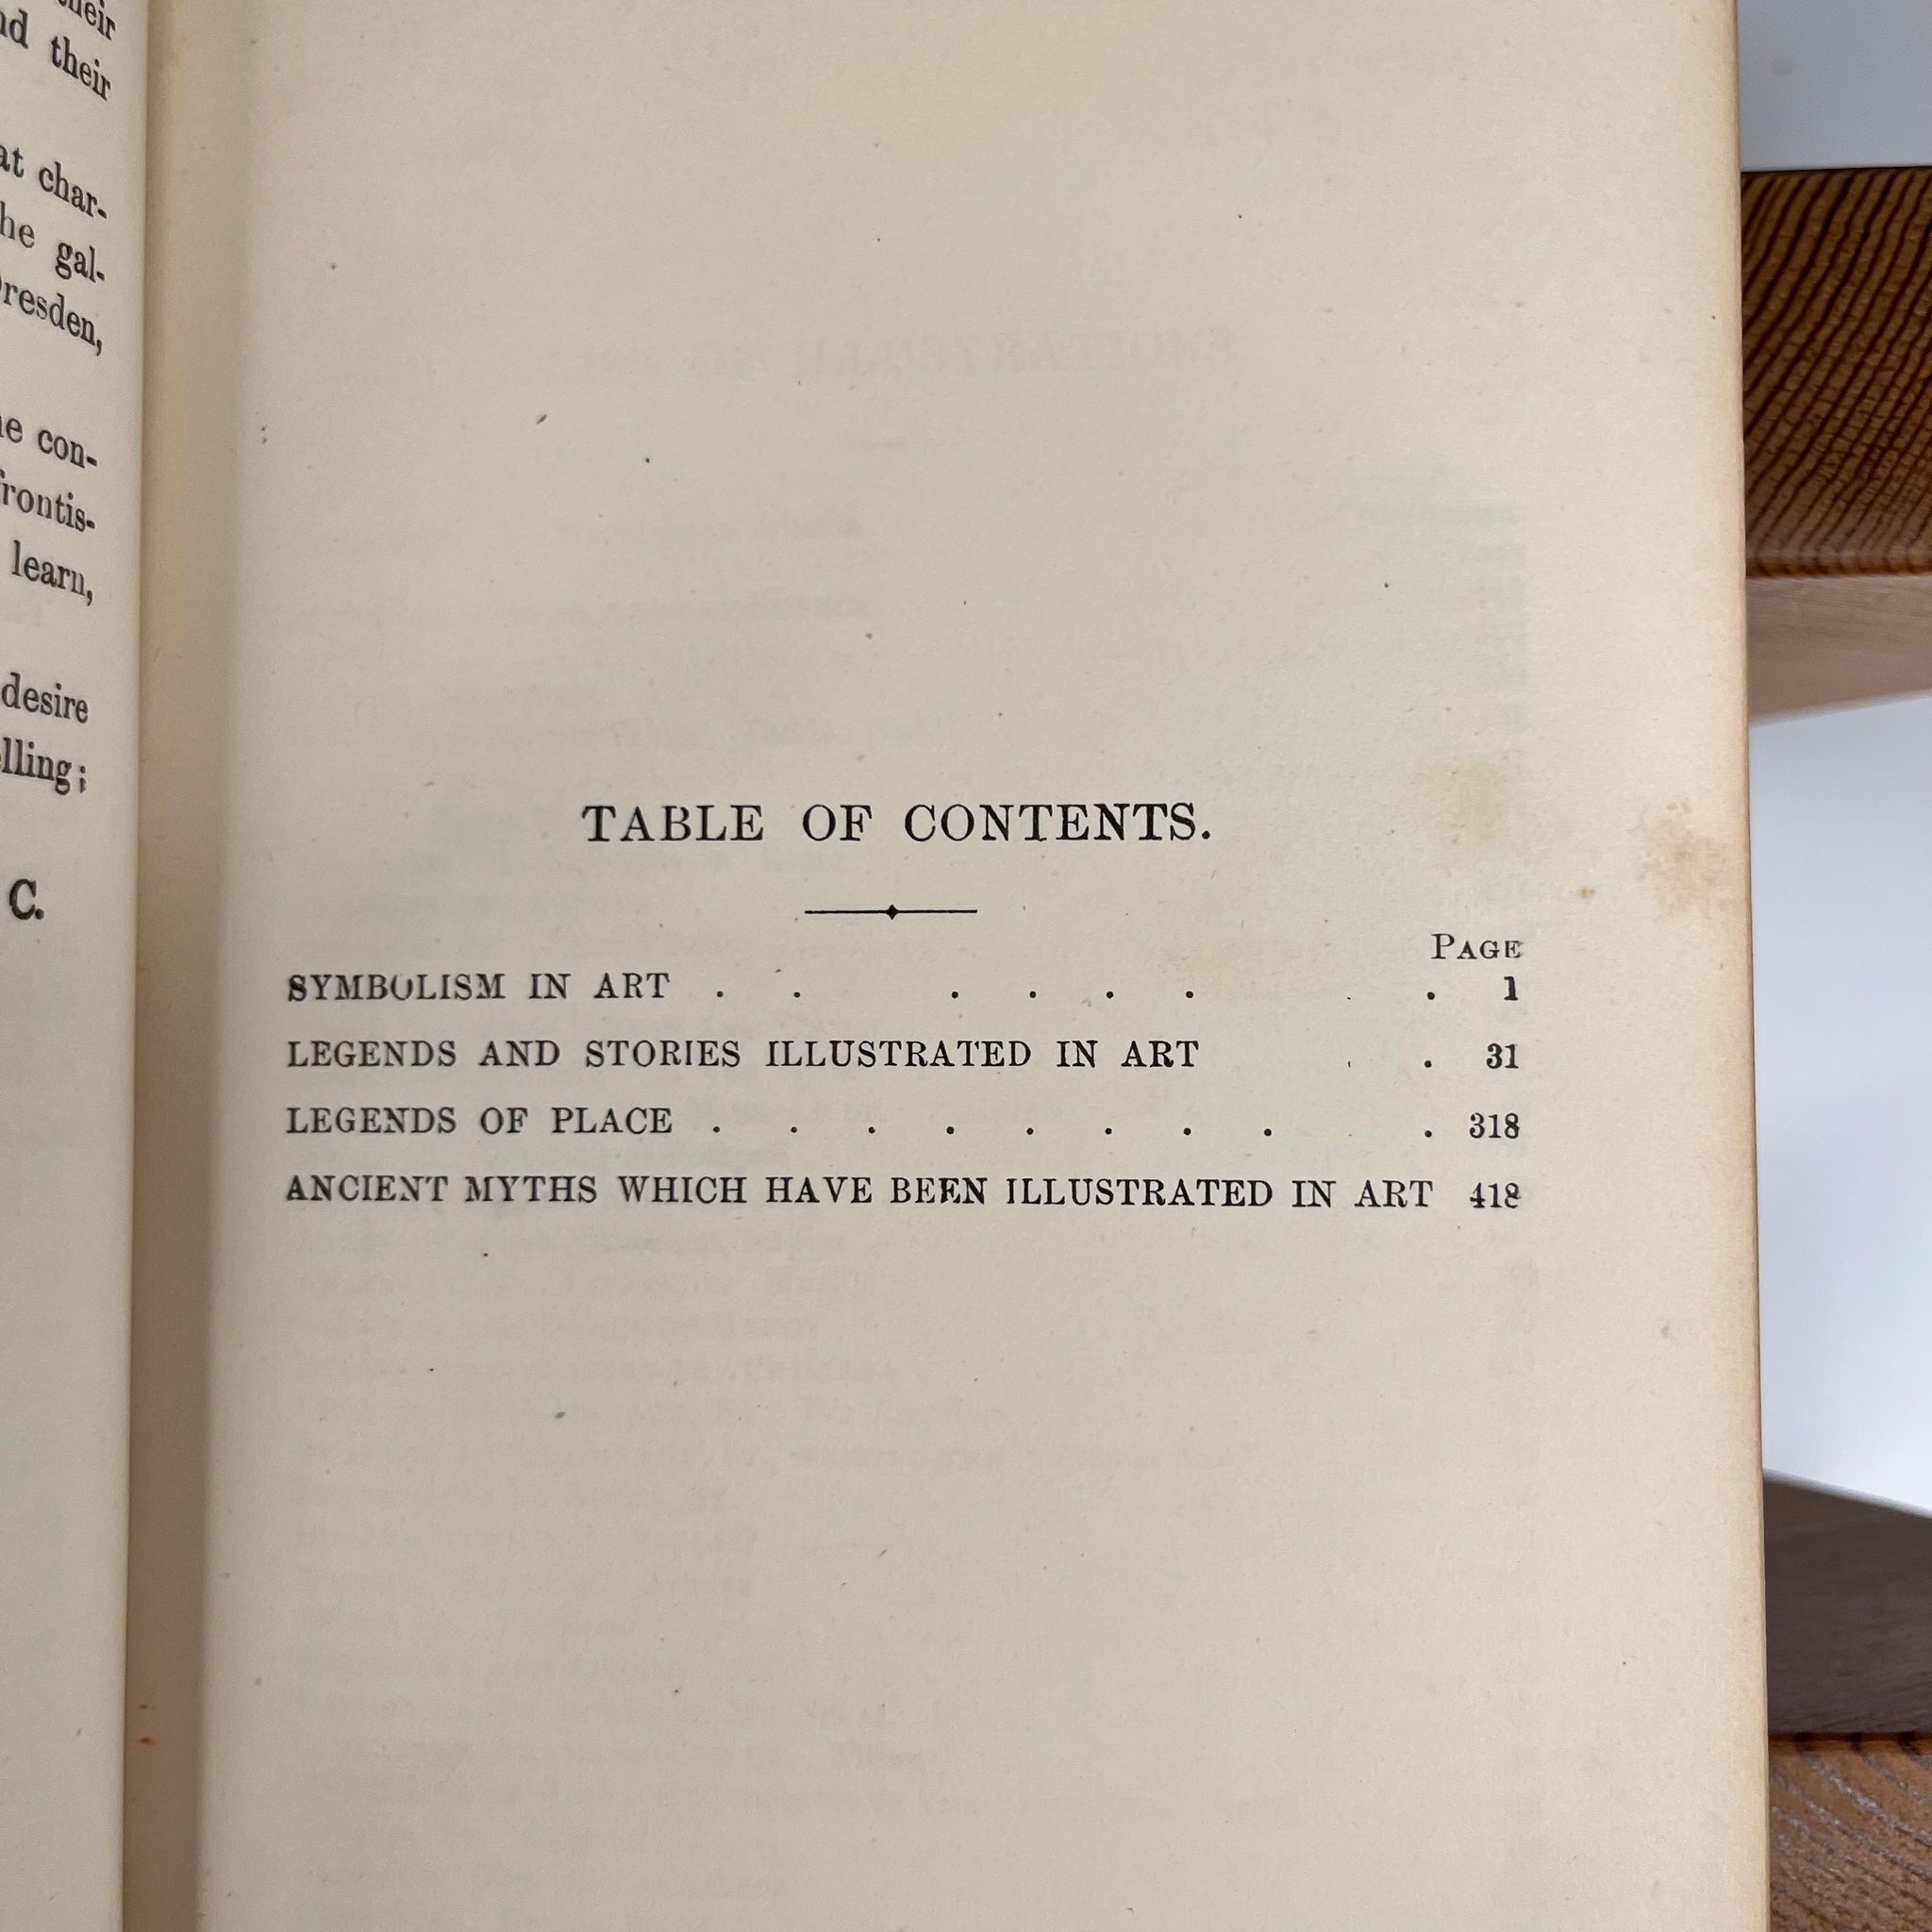 their
nd their
at char-
he gal-
resden,
e con-
rontis-
learn,
desire
lling;
C.
TABLE OF CONTENTS.
PAGE
SYMBOLISM IN ART . . . . . . . . 1
LEGENDS AND STORIES ILLUSTRATED IN ART . . 31
LEGENDS OF PLACE . . . . . . . . . . 318
ANCIENT MYTHS WHICH HAVE BEEN ILLUSTRATED IN ART 418